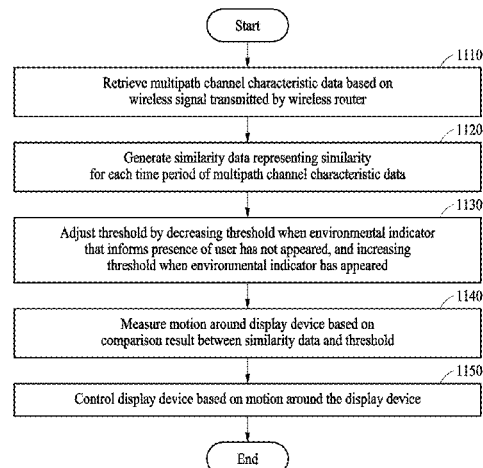 Start
1110
Retrieve multipath channel characteristic data based on
wireless signal transmitted by wireless router
1120
Generate similarity data representing similarity
for each time period of multipath channel characteristic data
1130
Adjust threshold by decreasing threshold when environmental indicator
that informs presence of user has not appeared, and increasing
threshold when environmental indicator has appeared
1140
Measure motion around display device based on
comparison result between similarity data and threshold
1150
Control display device based on motion around the display device
End